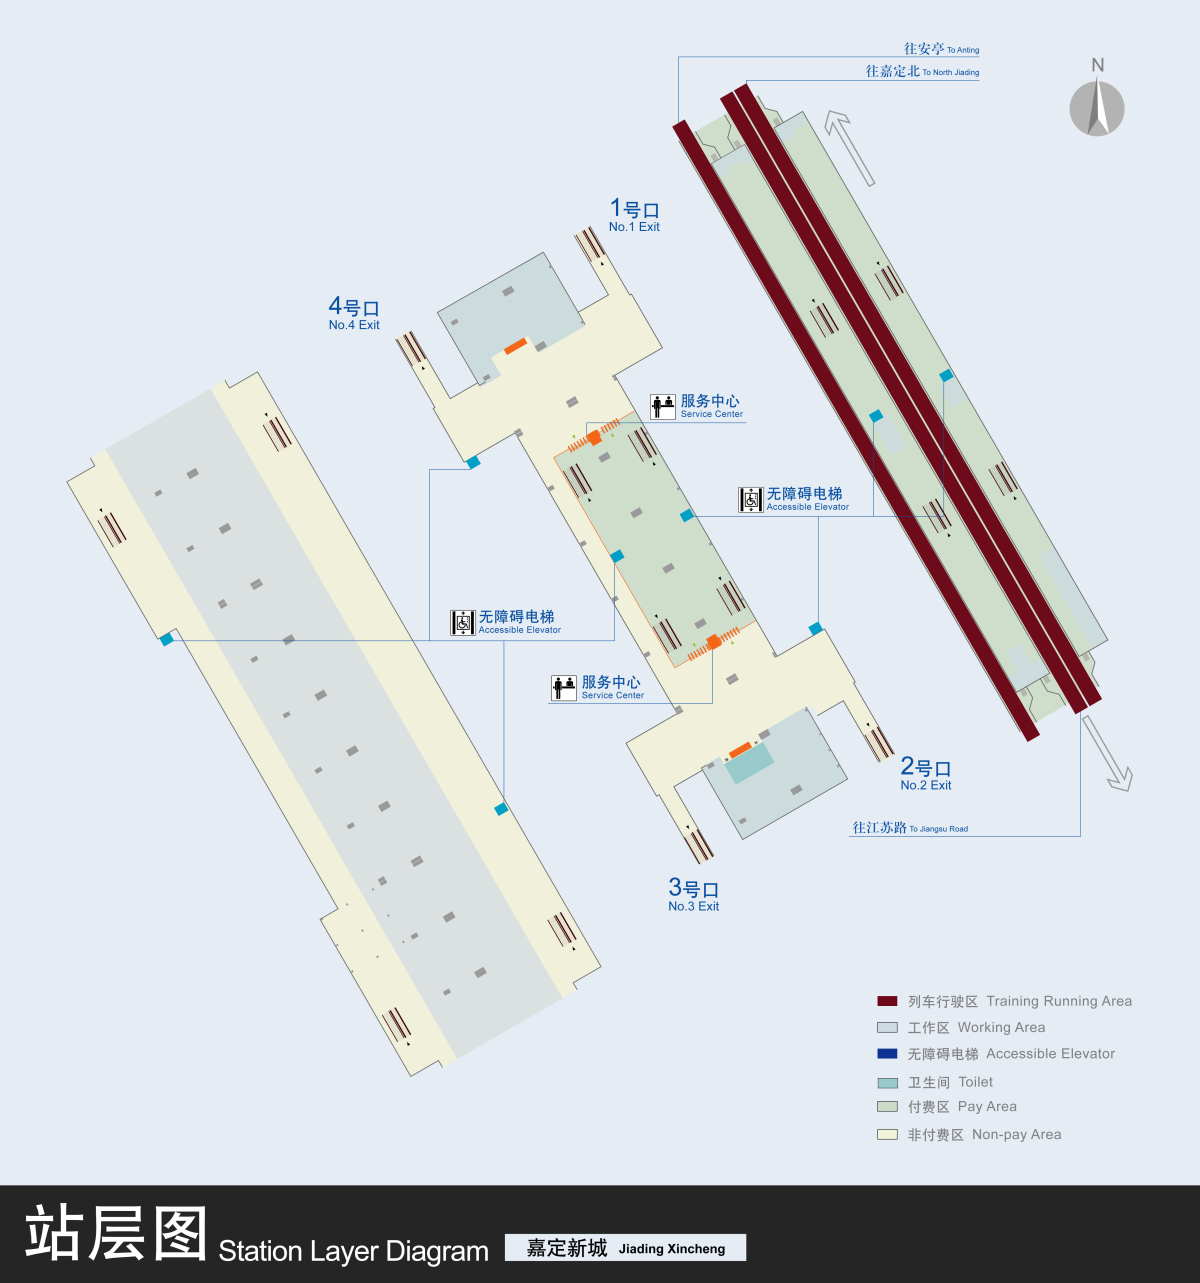 往安亭 To Anting
往嘉定北 To North Jiading
N
1号口
No.1 Exit
4号口
No.4 Exit
服务中心
Service Center
无障碍电梯
Accessible Elevator
无障碍电梯
Accessible Elevator
服务中心
Service Center
2号口
No.2 Exit
往江苏路 To Jiangsu Road
3号口
No.3 Exit
列车行驶区 Training Running Area
工作区 Working Area
无障碍电梯 Accessible Elevator
卫生间 Toilet
付费区 Pay Area
非付费区 Non-pay Area
站层图 Station Layer Diagram 嘉定新城 Jiading Xincheng